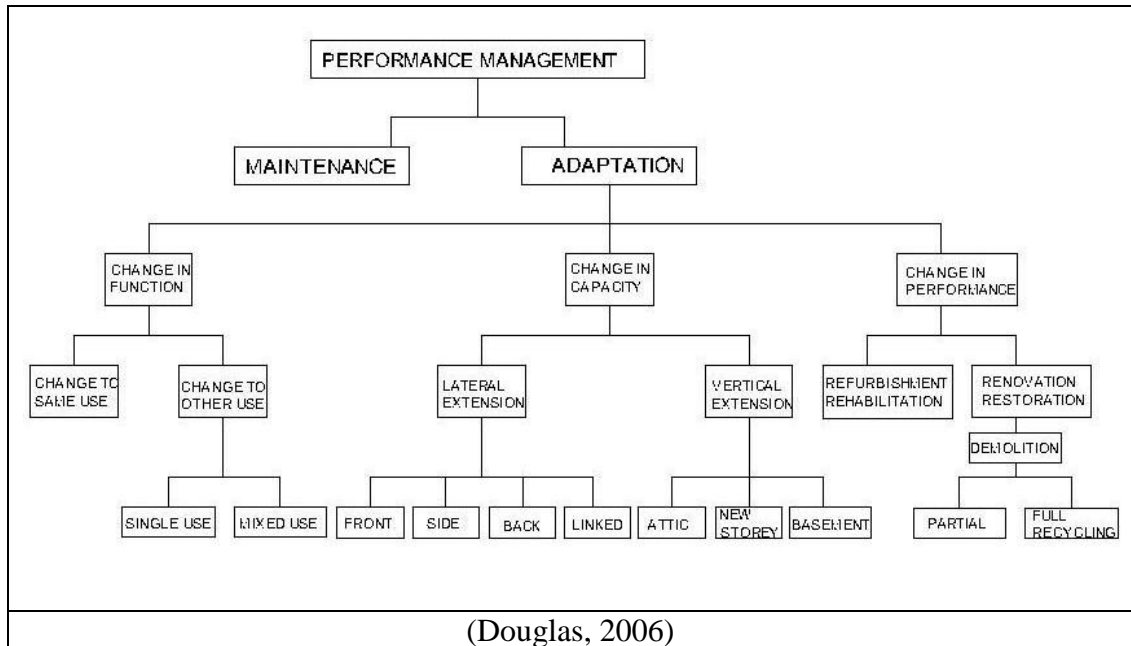 PERFORMANCE MANAGEMENT
MAINTENANCE
ADAPTATION
CHANGE IN
FUNCTION
CHANGE IN
CAPACITY
CHANGE IN
PERFORMANCE
CHANGE TO
SAME USE
CHANGE TO
OTHER USE
LATERAL
EXTENSION
VERTICAL
EXTENSION
REFURBISHMENT
REHABILITATION
RENOVATION
RESTORATION
DEMOLITION
SINGLE USE
MIXED USE
FRONT
SIDE
BACK
LINKED
ATTIC
NEW
STOREY
BASEMENT
PARTIAL
FULL
RECYCLING
(Douglas, 2006)